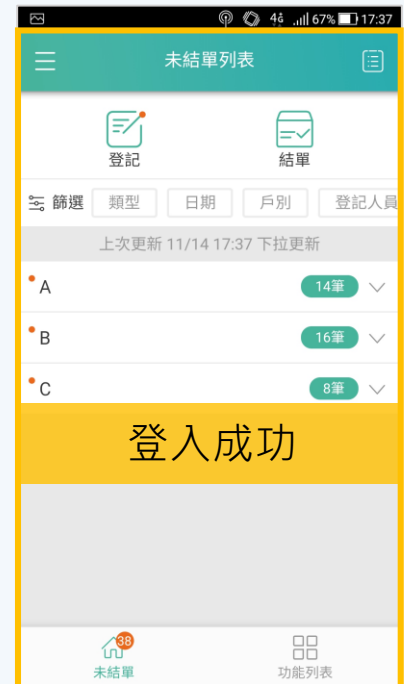 4G 67% 17:37
未結單列表
登記 結單
篩選 類型 日期 戶別 登記人員
上次更新 11/14 17:37 下拉更新
A 14筆
B 16筆
C 8筆
登入成功
38
未結單 功能列表